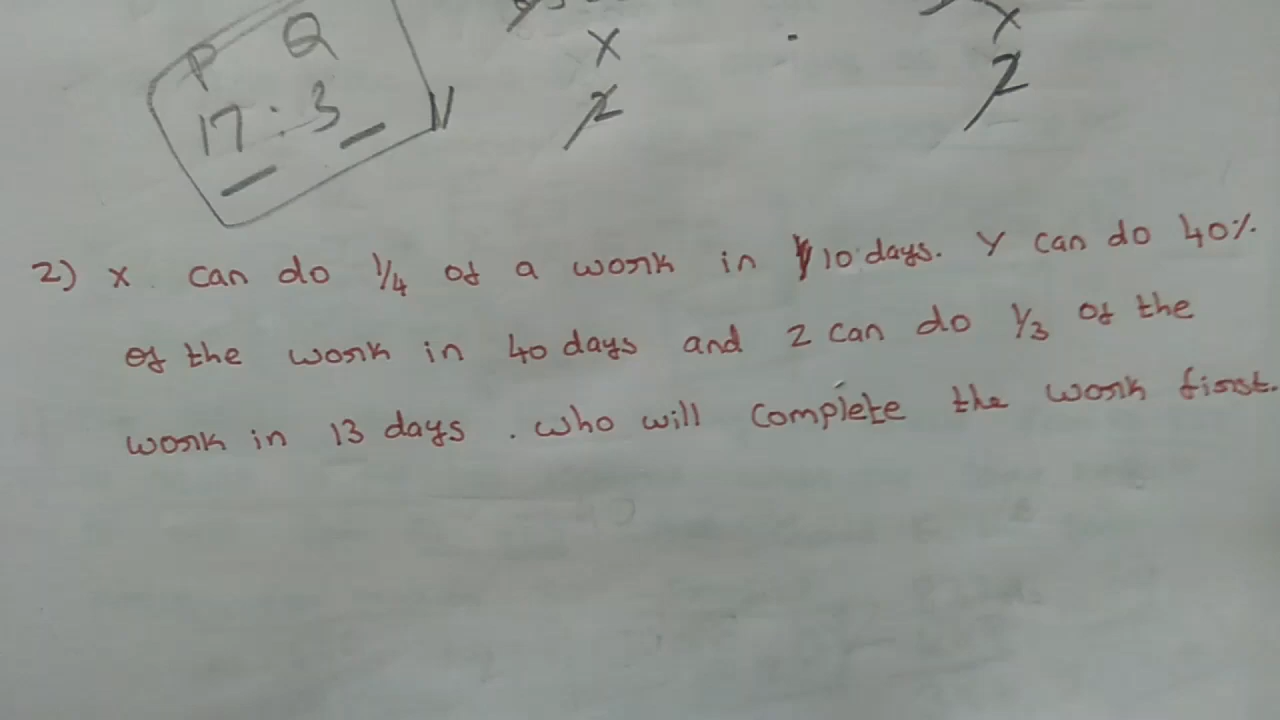 P Q
17 : 3
x x
2 2
2) x can do 1/4 of a work in 10 days. Y can do 40%
of the work in 40 days and z can do 1/3 of the
work in 13 days . who will complete the work first.